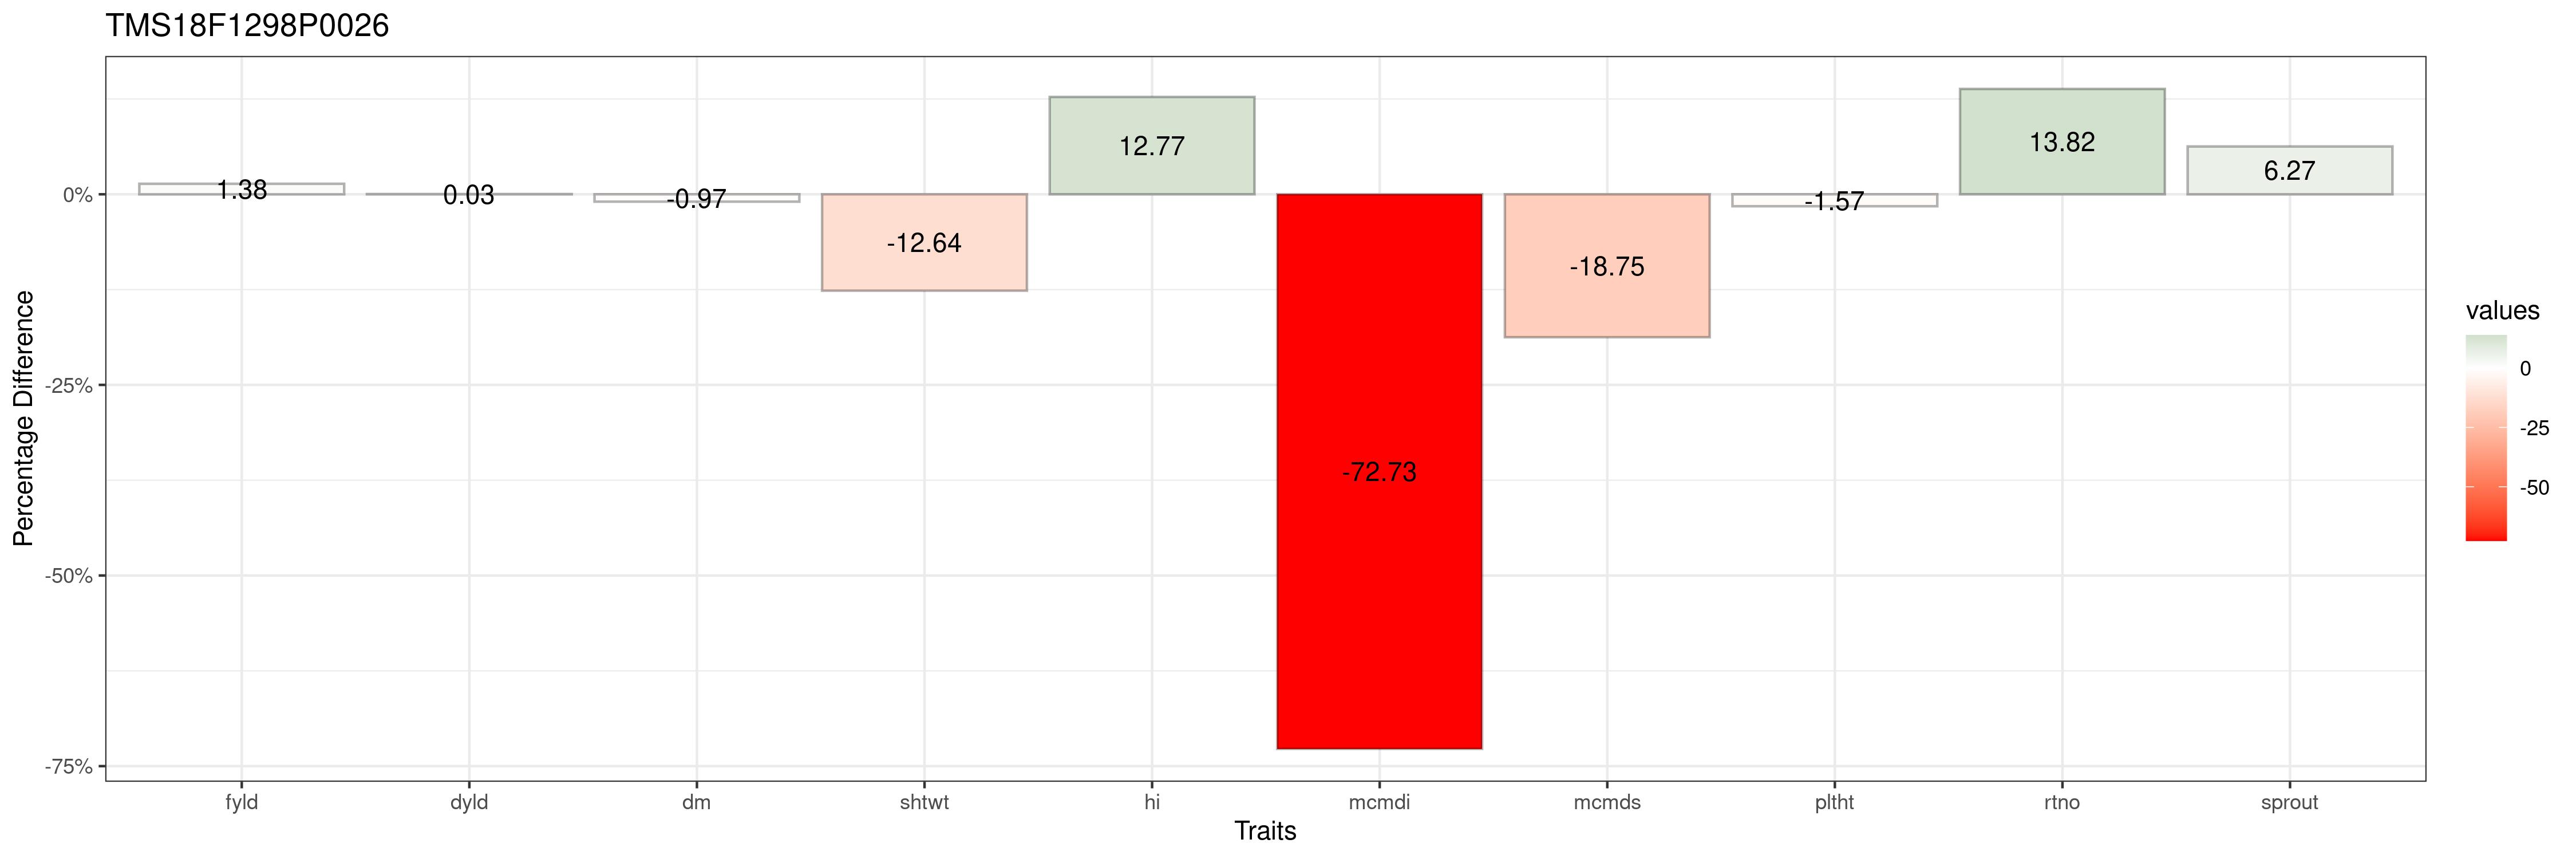 TMS18F1298P0026
Percentage Difference
0%
-25%
-50%
-75%
1.38
0.03
-0.97
-12.64
12.77
-72.73
-18.75
-1.57
13.82
6.27
fyld
dyld
dm
shtwt
hi
mcmdi
mcmds
pltht
rtno
sprout
Traits
values
0
-25
-50